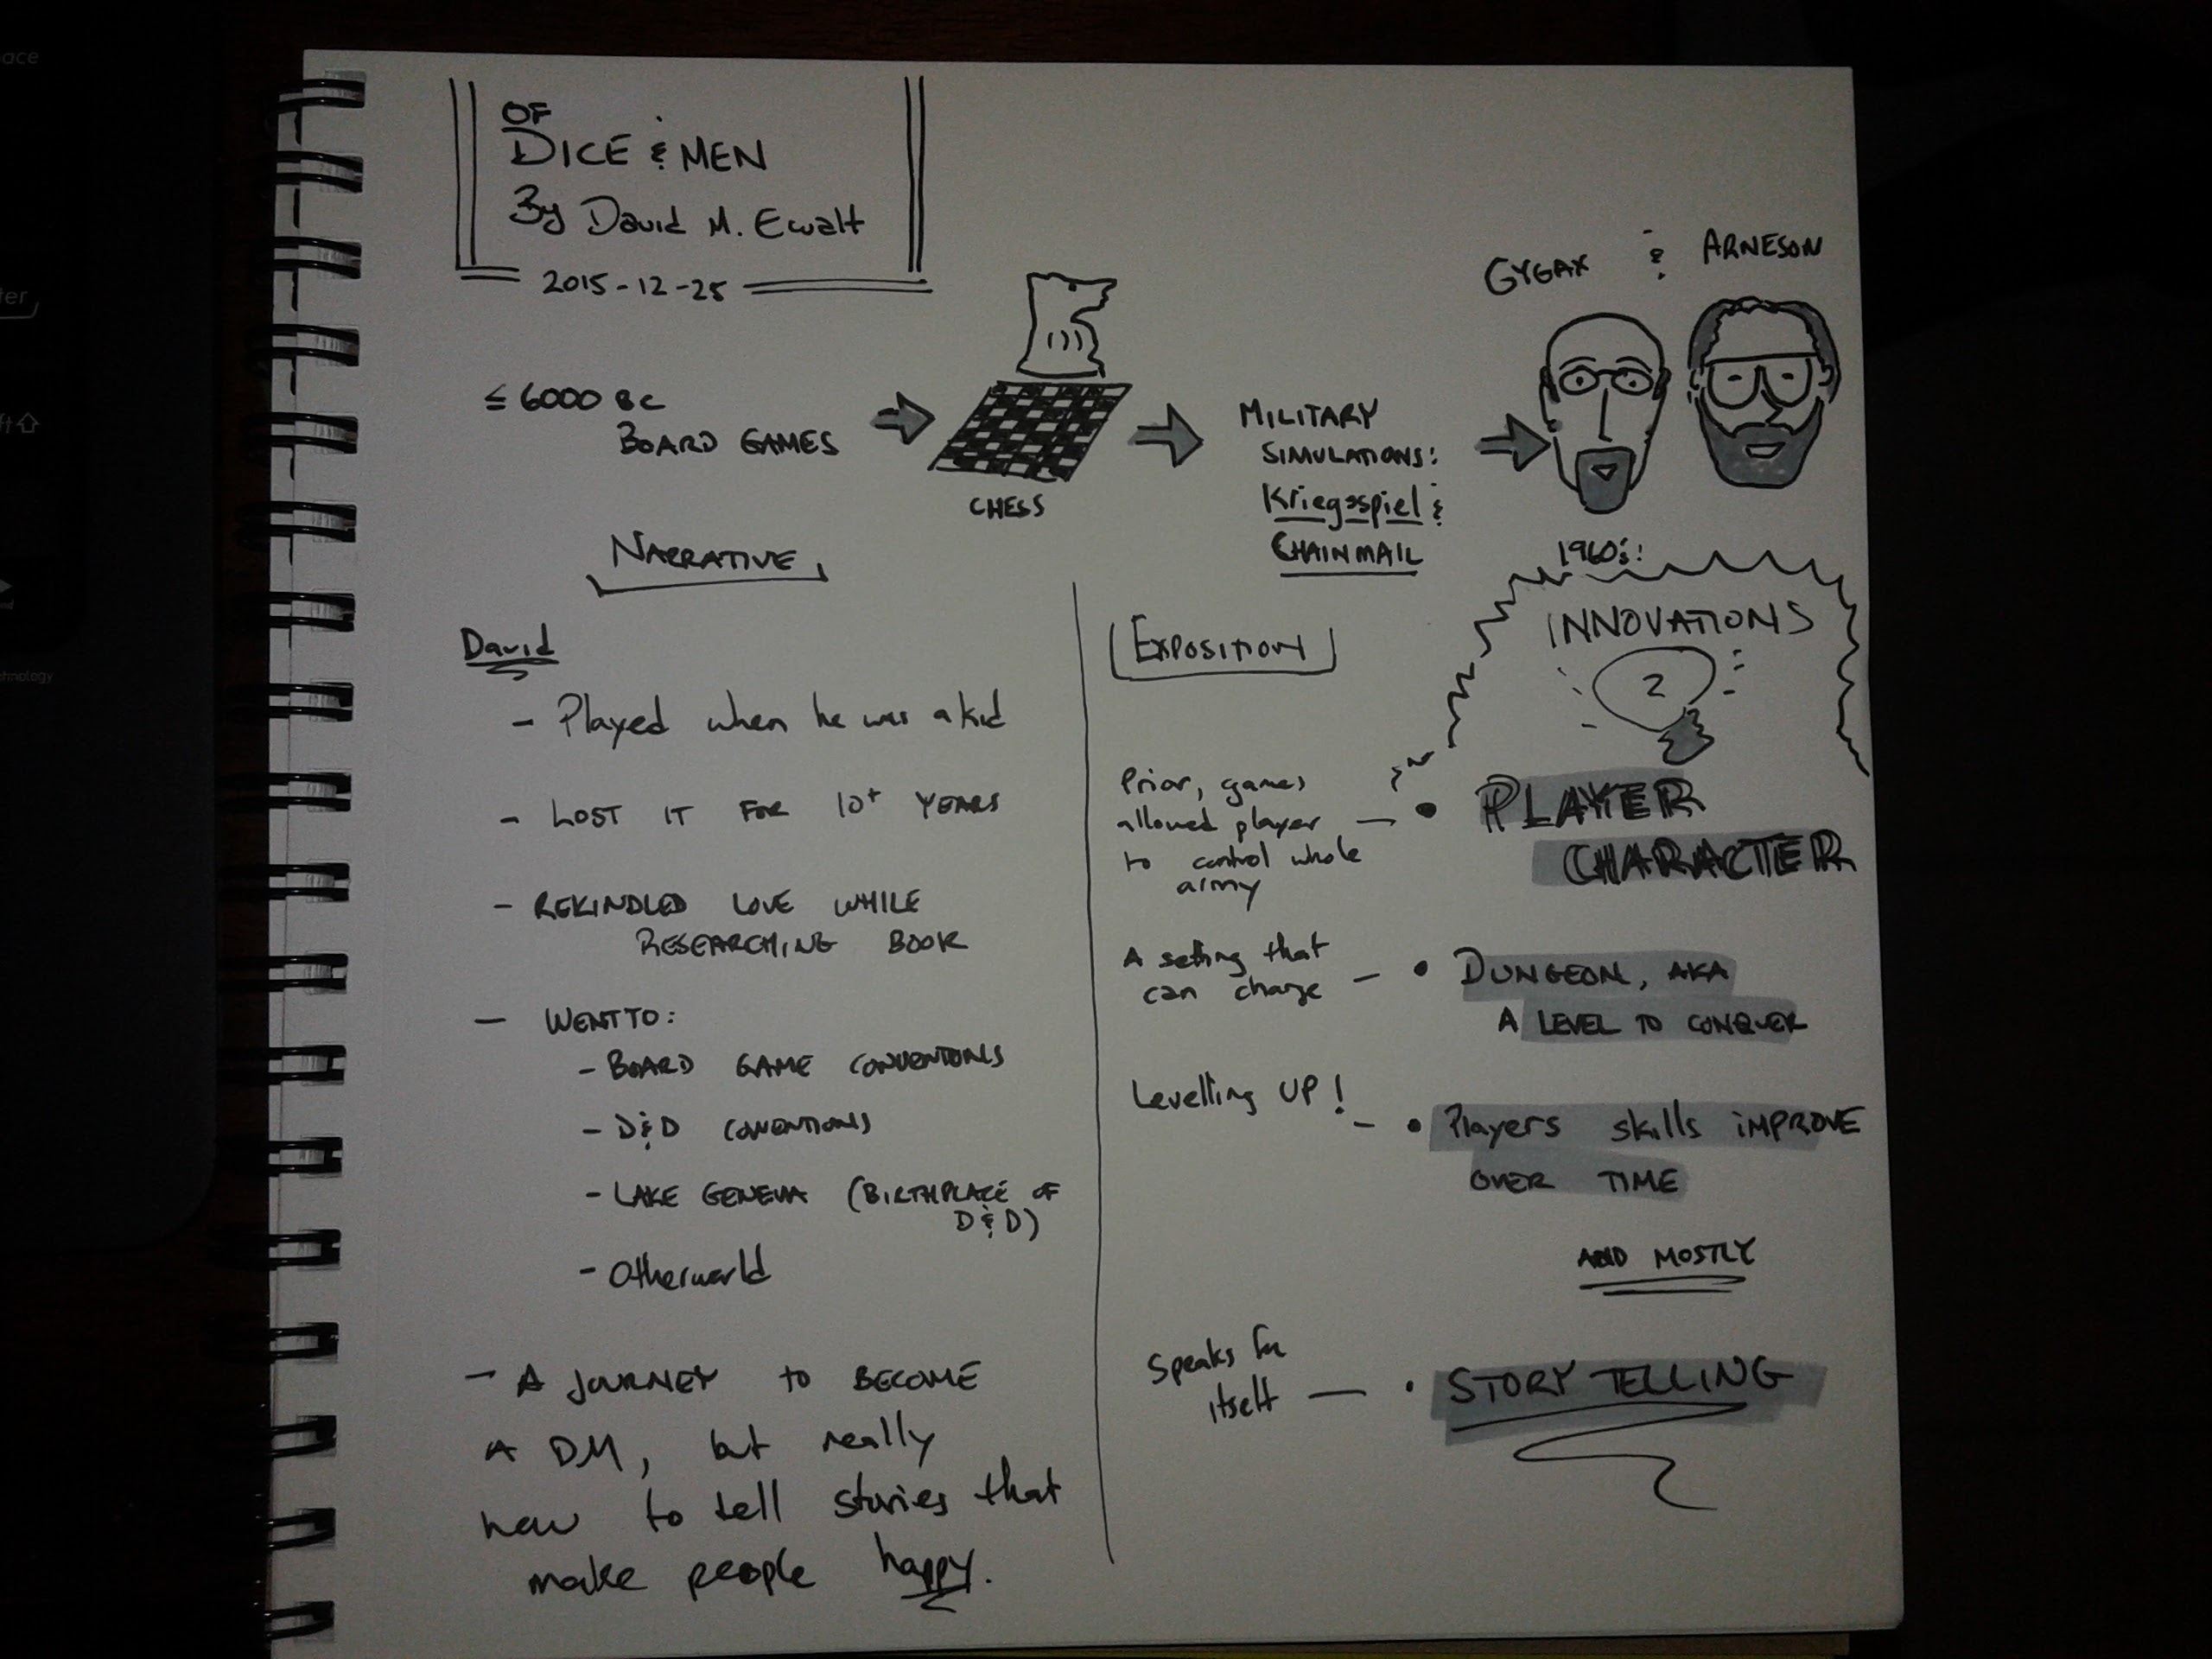 OF
DICE & MEN
By David M. Ewalt
2015-12-25
GYGAX & ARNESON
≤ 6000 BC
BOARD GAMES
CHESS
MILITARY
SIMULATIONS:
Kriegsspiel &
CHAINMAIL
1960s:
INNOVATIONS
2
NARRATIVE
David
- Played when he was a kid
- LOST IT FOR 10+ YEARS
- REKINDLED LOVE WHILE
RESEARCHING BOOK
- WENT TO:
- BOARD GAME CONVENTIONS
- D&D CONVENTIONS
- LAKE GENEVA (BIRTHPLACE OF
D&D)
- Otherworld
- A JOURNEY to BECOME
A DM, but really
how to tell stories that
make people happy.
EXPOSITION
Prior, games
allowed player —
to control whole
army
• PLAYER
CHARACTER
A setting that
can change —
• DUNGEON, AKA
A LEVEL TO CONQUER
Levelling UP! —
• Players skills IMPROVE
OVER TIME
AND MOSTLY
Speaks for
itself —
• STORY TELLING
ace
ter
ft
chnology